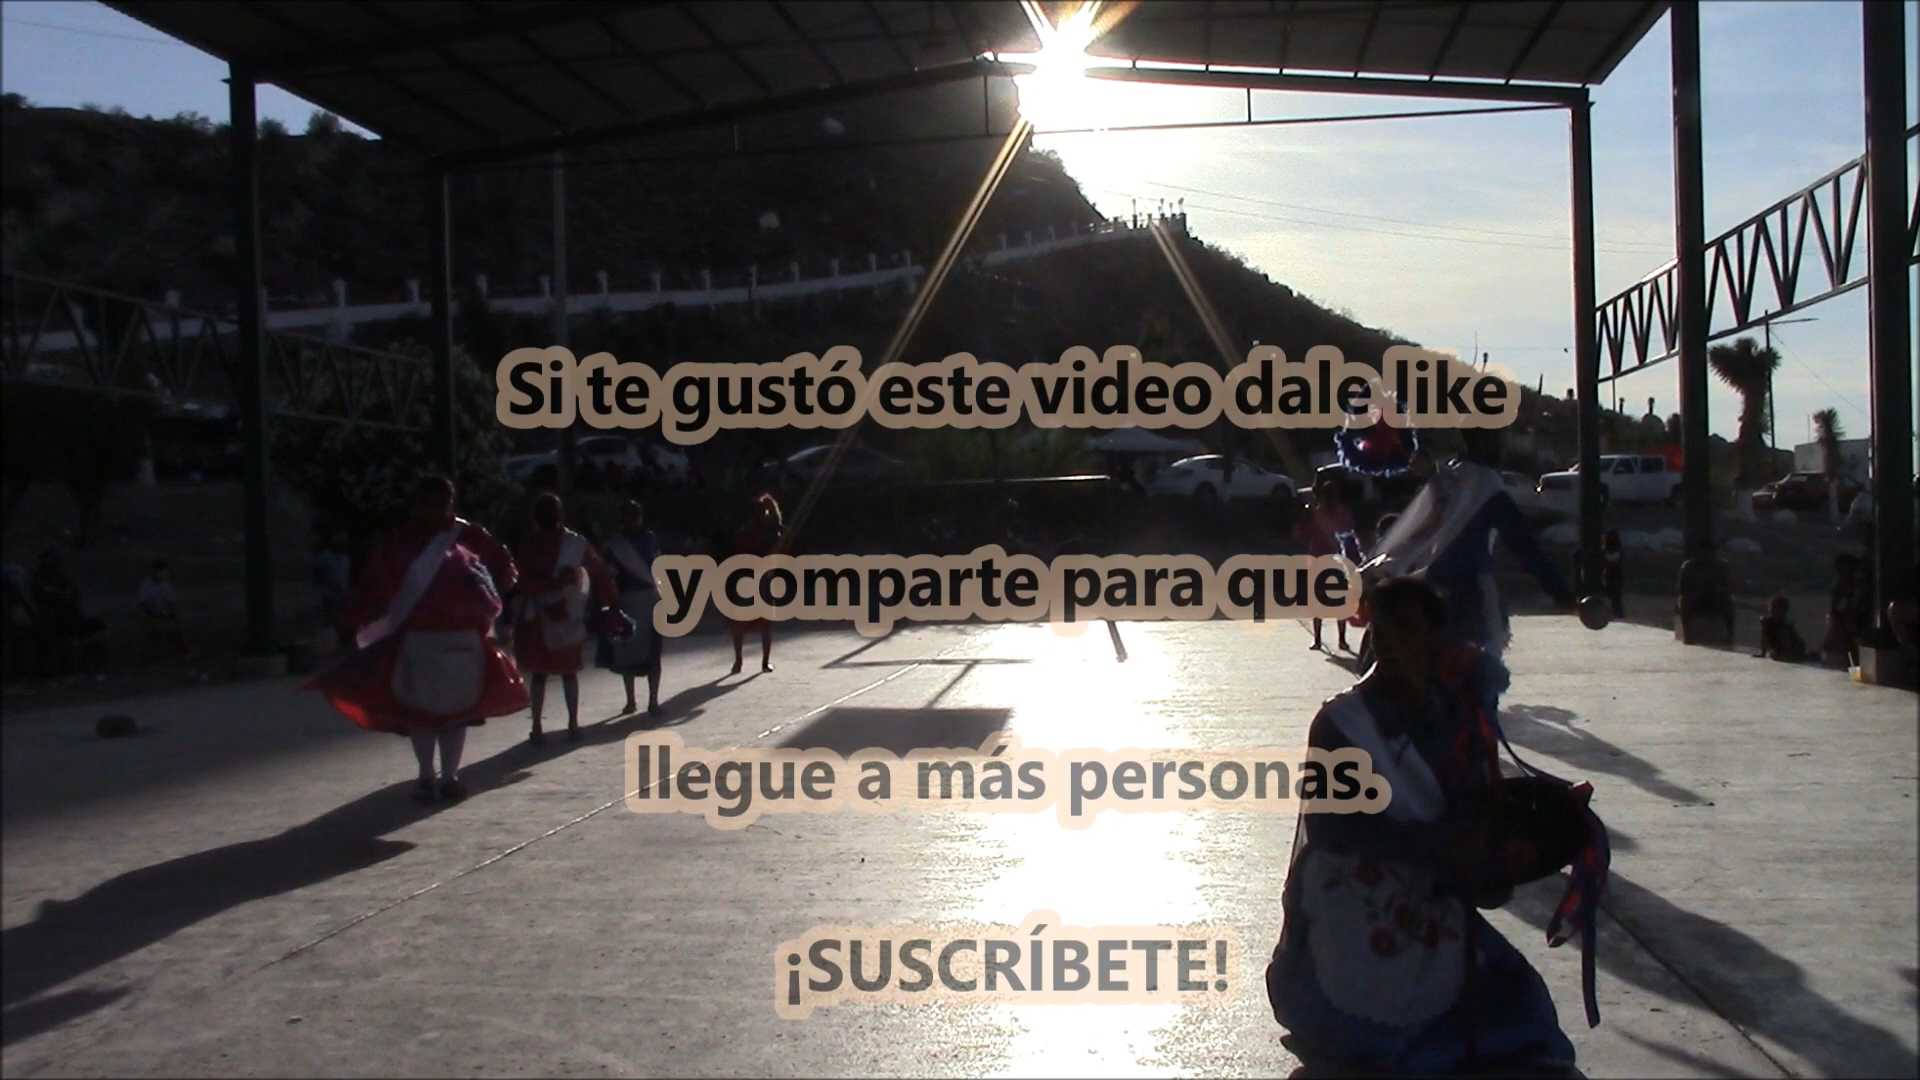 Si te gustó este video dale like
y comparte para que
llegue a más personas.
¡SUSCRÍBETE!